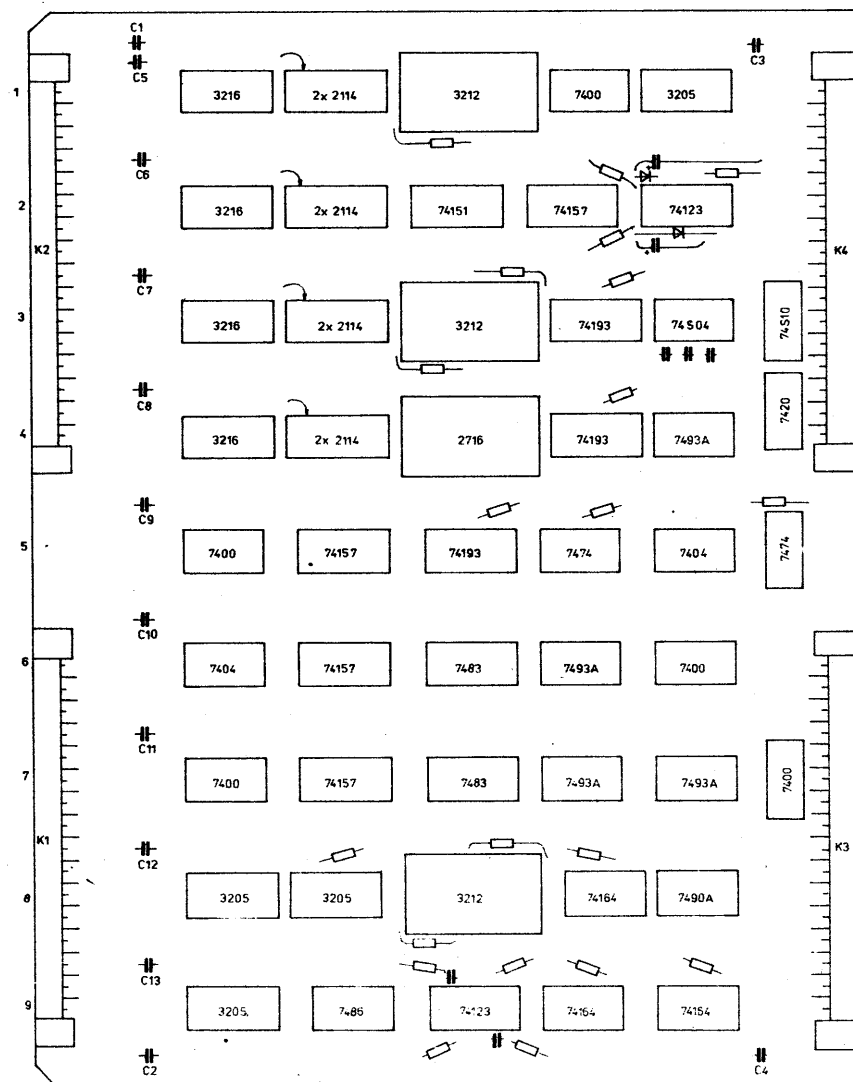 C1
C3
C5
1
3216
2x 2114
3212
7400
3205
C6
2
3216
2x 2114
74151
74157
74123
K2
K4
C7
3
3216
2x 2114
3212
74193
74S04
74S10
C8
4
3216
2x 2114
2716
74193
7493A
7420
C9
5
7400
74157
74193
7474
7404
7474
C10
6
7404
74157
7483
7493A
7400
C11
7
7400
74157
7483
7493A
7493A
7400
K1
K3
C12
8
3205
3205
3212
74164
7490A
C13
9
3205.
7486
74123
74164
74154
C2
C4